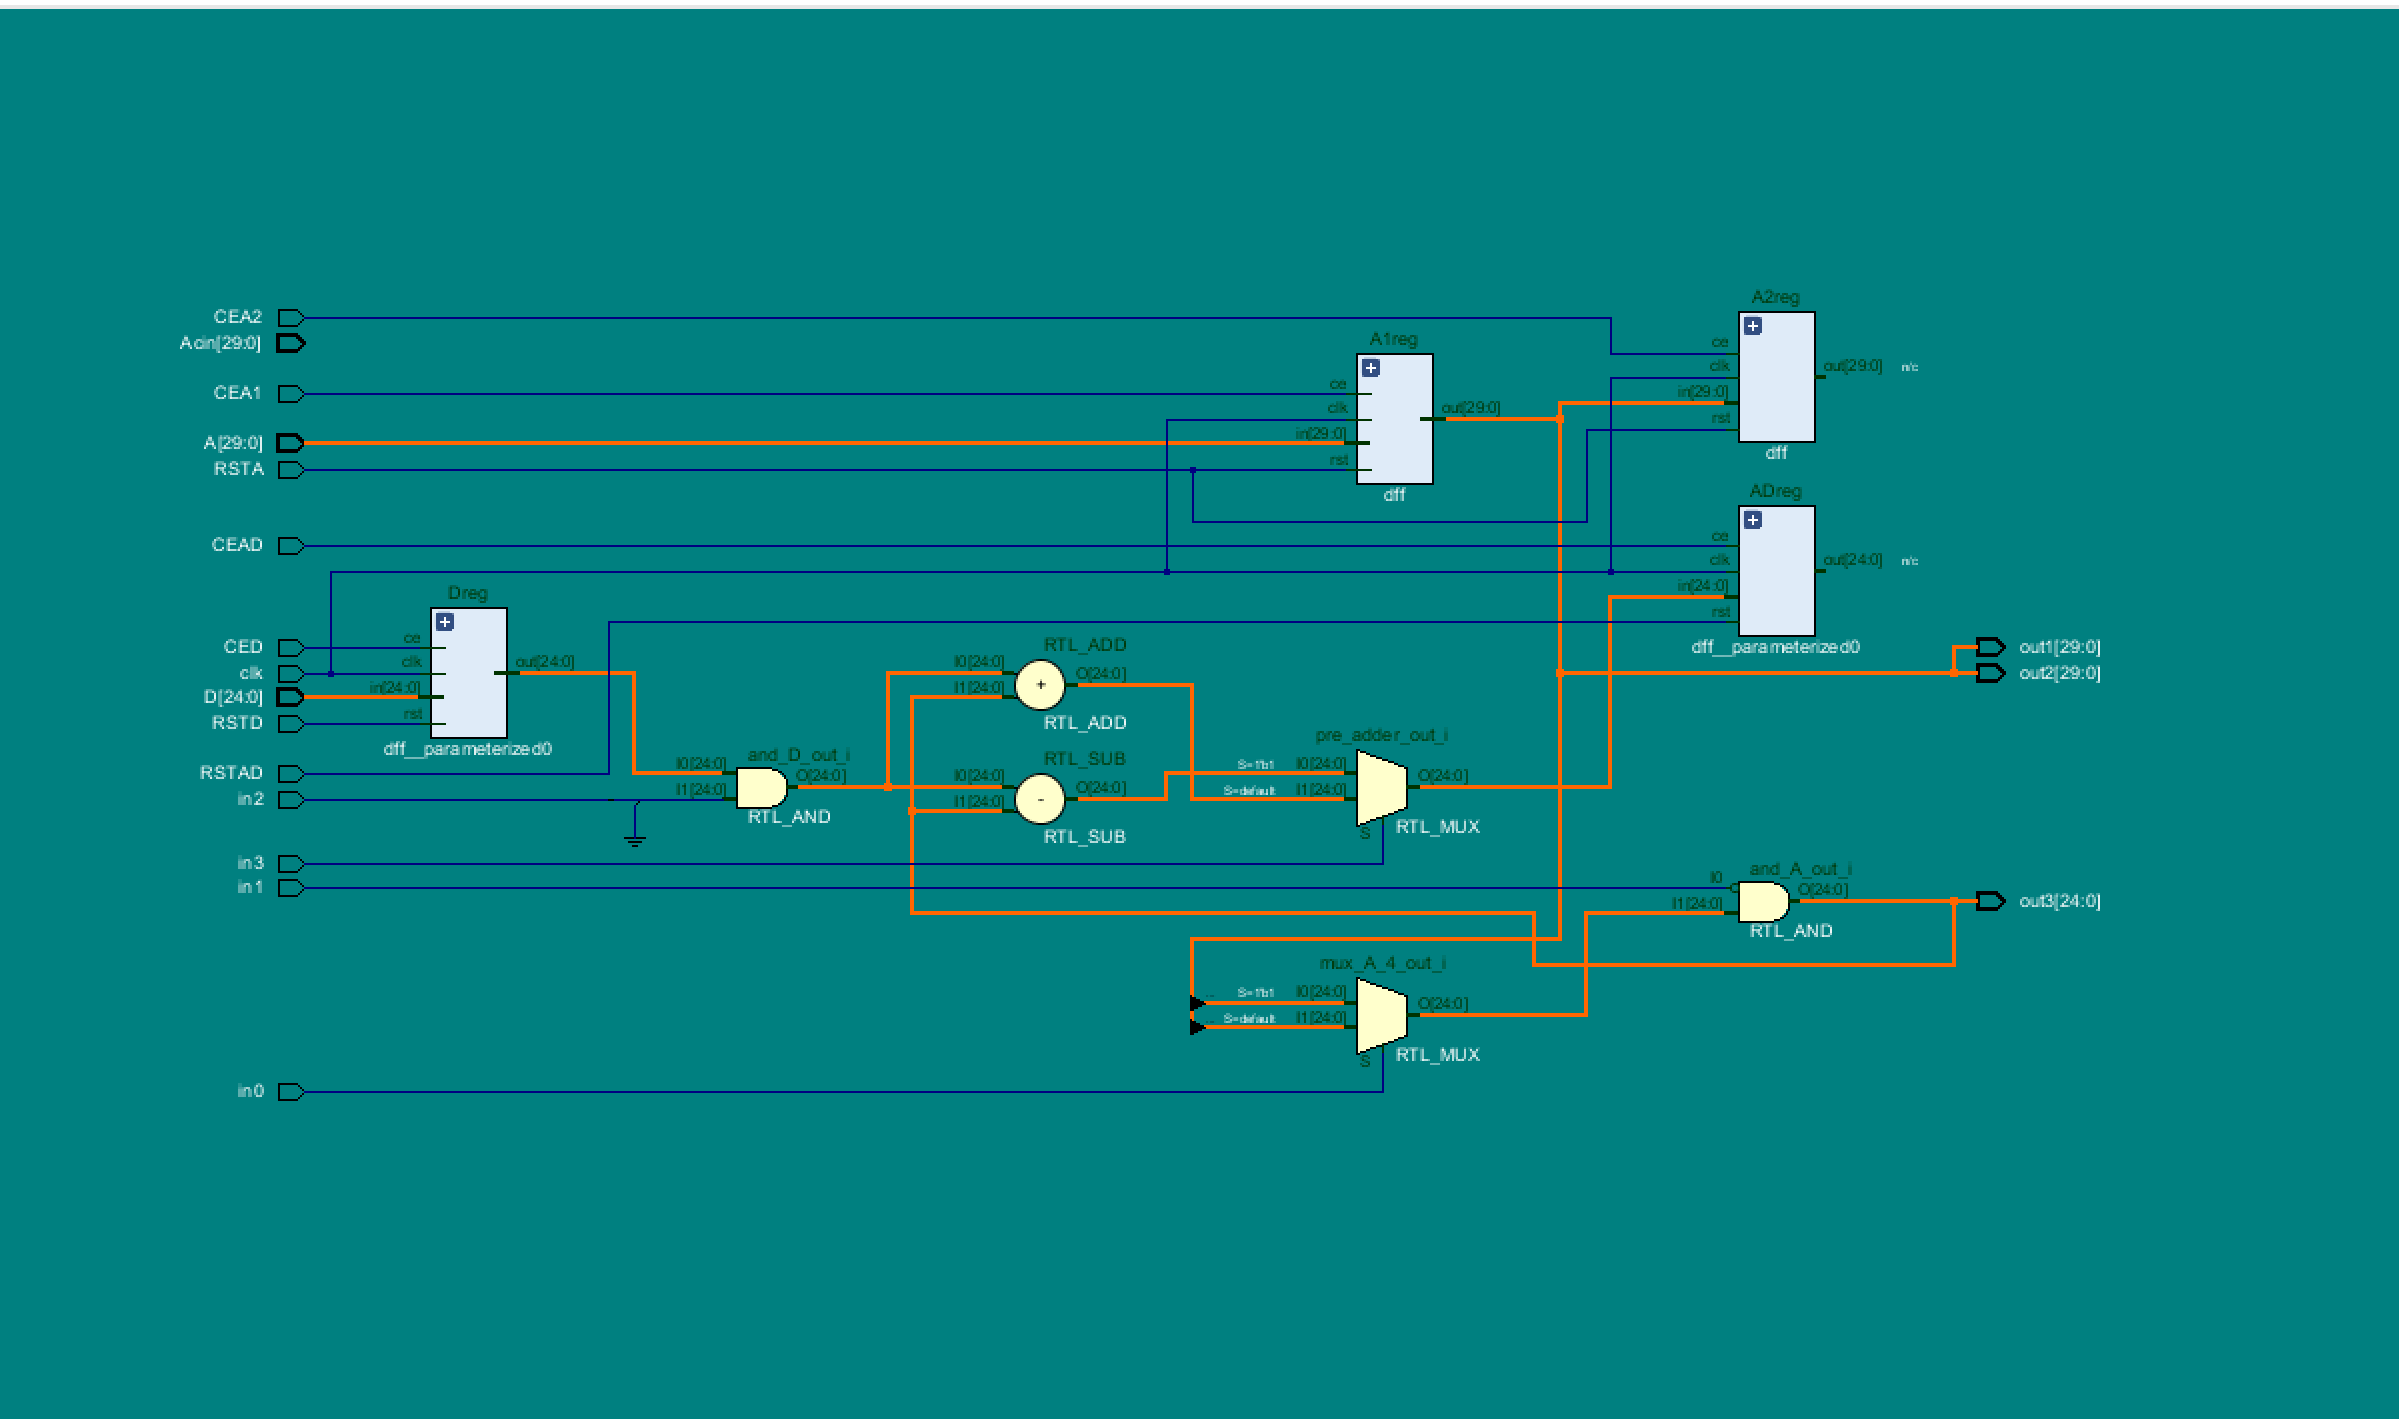 A2reg
CEA2
Acin[29:0]
A1reg
ce
clk
out[29:0] n/c
in[29:0]
rst
dff
CEA1
ce
clk
out[29:0]
A[29:0]
in[29:0]
RSTA
rst
dff
ADreg
CEAD
ce
clk
out[24:0] n/c
in[24:0]
rst
dff__parameterized0
Dreg
CED
ce
clk
clk
out[24:0]
D[24:0]
in[24:0]
RSTD
rst
dff__parameterized0
RTL_ADD
I0[24:0]
I1[24:0]
+
O[24:0]
RTL_ADD
out1[29:0]
out2[29:0]
RSTAD
in2
and_D_out_i
I0[24:0]
I1[24:0]
O[24:0]
RTL_AND
RTL_SUB
I0[24:0]
I1[24:0]
-
O[24:0]
RTL_SUB
pre_adder_out_i
S=1'b1 I0[24:0]
S=default I1[24:0]
O[24:0]
S
RTL_MUX
in3
in1
and_A_out_i
I0
I1[24:0]
O[24:0]
RTL_AND
out3[24:0]
mux_A_4_out_i
... S=1'b1 I0[24:0]
... S=default I1[24:0]
O[24:0]
S
RTL_MUX
in0